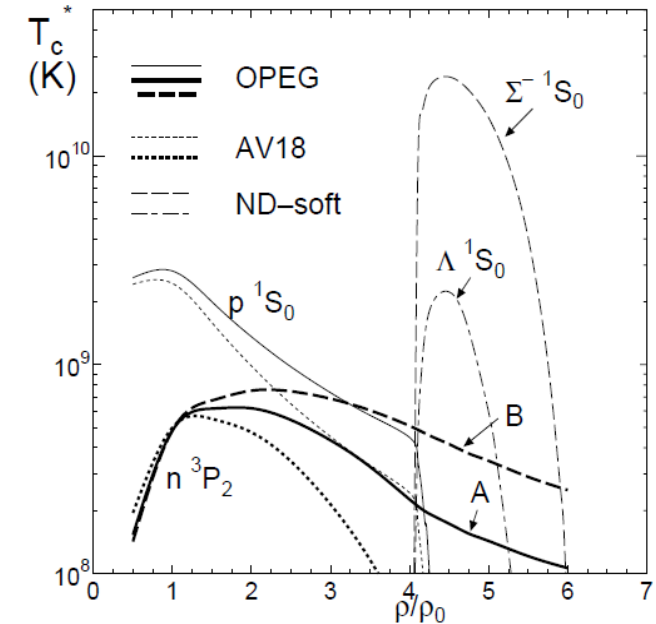 T_c^*
(K)
OPEG
AV18
ND–soft
Σ⁻ ¹S₀
Λ ¹S₀
p ¹S₀
n ³P₂
B
A
10¹⁰
10⁹
10⁸
0 1 2 3 4 5 6 7
ρ/ρ₀